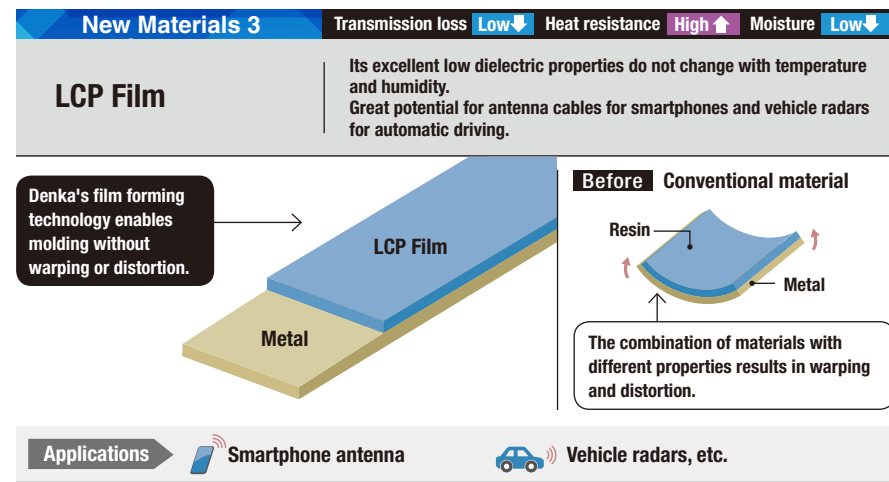 New Materials 3
Transmission loss Low Heat resistance High Moisture Low
LCP Film
Its excellent low dielectric properties do not change with temperature
and humidity.
Great potential for antenna cables for smartphones and vehicle radars
for automatic driving.
Denka's film forming
technology enables
molding without
warping or distortion.
LCP Film
Metal
Before Conventional material
Resin
Metal
The combination of materials with
different properties results in warping
and distortion.
Applications Smartphone antenna Vehicle radars, etc.